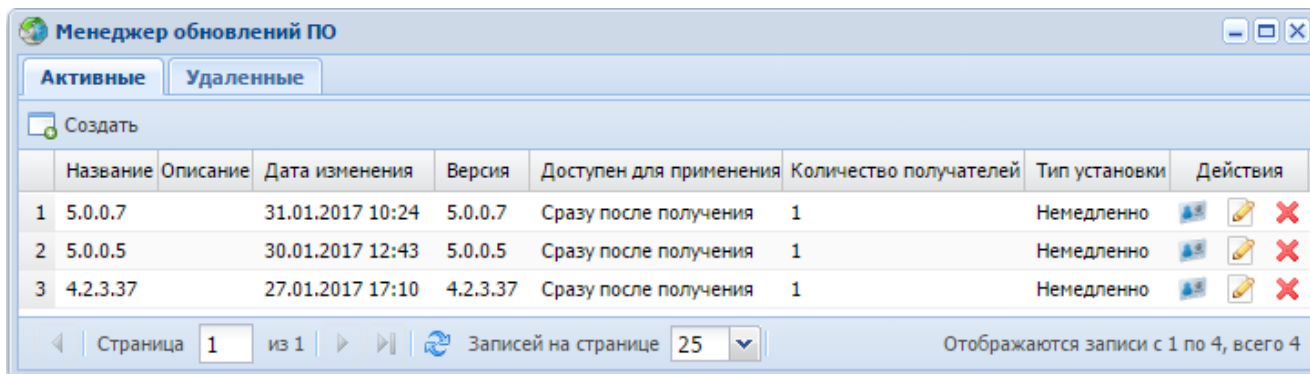 Менеджер обновлений ПО
Активные Удаленные
Создать
Название Описание Дата изменения Версия Доступен для применения Количество получателей Тип установки Действия
1 5.0.0.7 31.01.2017 10:24 5.0.0.7 Сразу после получения 1 Немедленно
2 5.0.0.5 30.01.2017 12:43 5.0.0.5 Сразу после получения 1 Немедленно
3 4.2.3.37 27.01.2017 17:10 4.2.3.37 Сразу после получения 1 Немедленно
Страница 1 из 1 Записей на странице 25 Отображаются записи с 1 по 4, всего 4